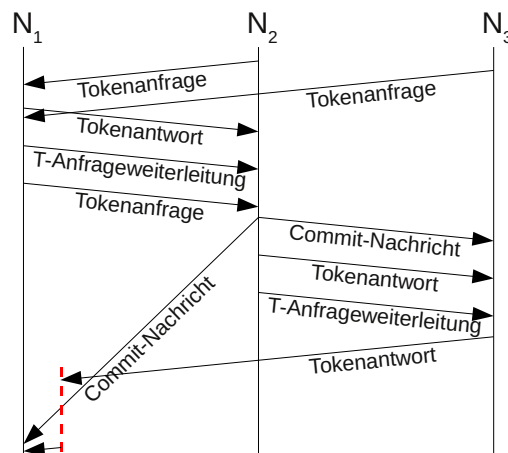 N1 N2 N3
Tokenanfrage
Tokenanfrage
Tokenantwort
T-Anfrageweiterleitung
Tokenanfrage
Commit-Nachricht
Tokenantwort
T-Anfrageweiterleitung
Commit-Nachricht
Tokenantwort